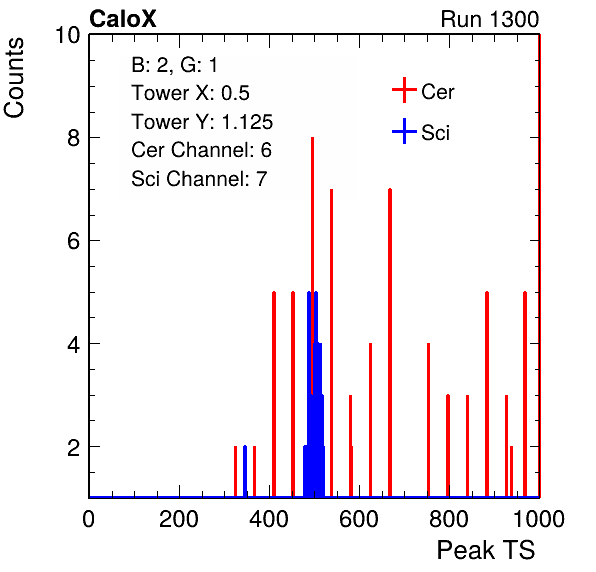 CaloX Run 1300
10
Counts
B: 2, G: 1
Tower X: 0.5
Tower Y: 1.125
Cer Channel: 6
Sci Channel: 7
Cer
Sci
8
6
4
2
0 200 400 600 800 1000
Peak TS